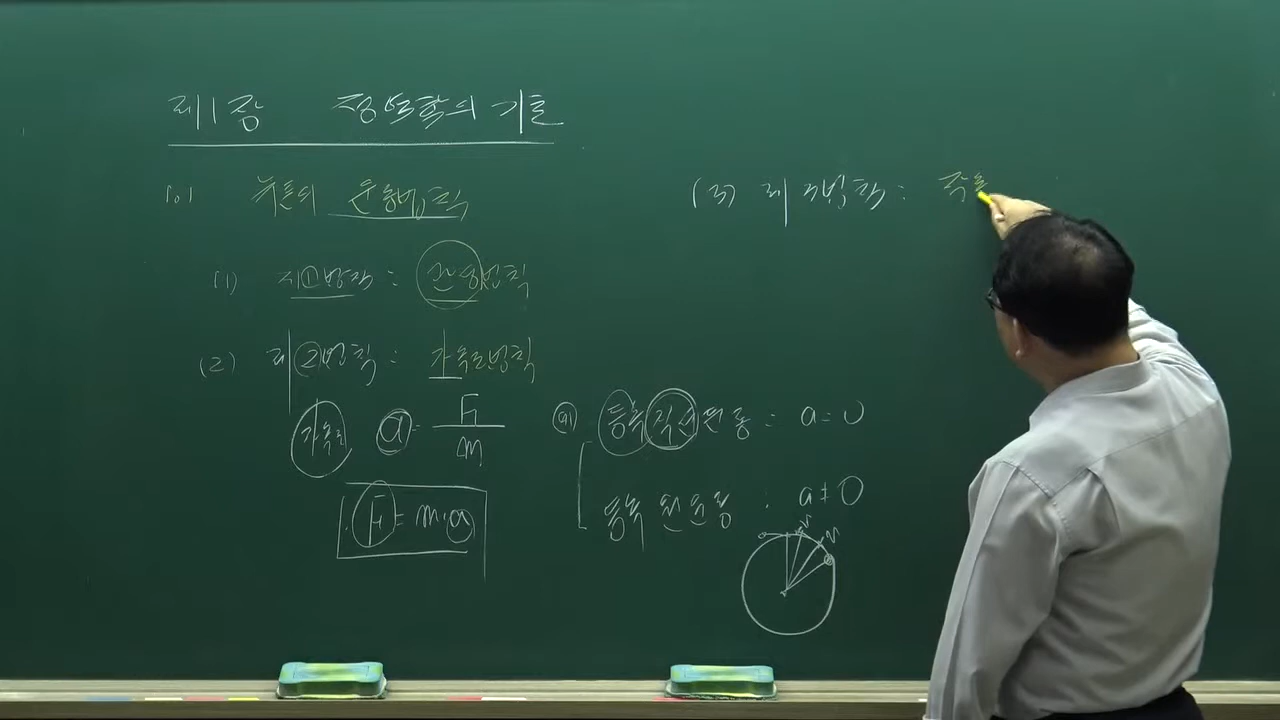 제1장 정역학의 기초
1.1 뉴톤의 운동법칙
(1) 제1법칙 : 관성법칙
(2) 제2법칙 : 가속도법칙
가속도 a = F/m
F = m·a
예) 등속직선운동 : a = 0
등속 원운동 : a ≠ 0
v v
(3) 제3법칙 : 작용